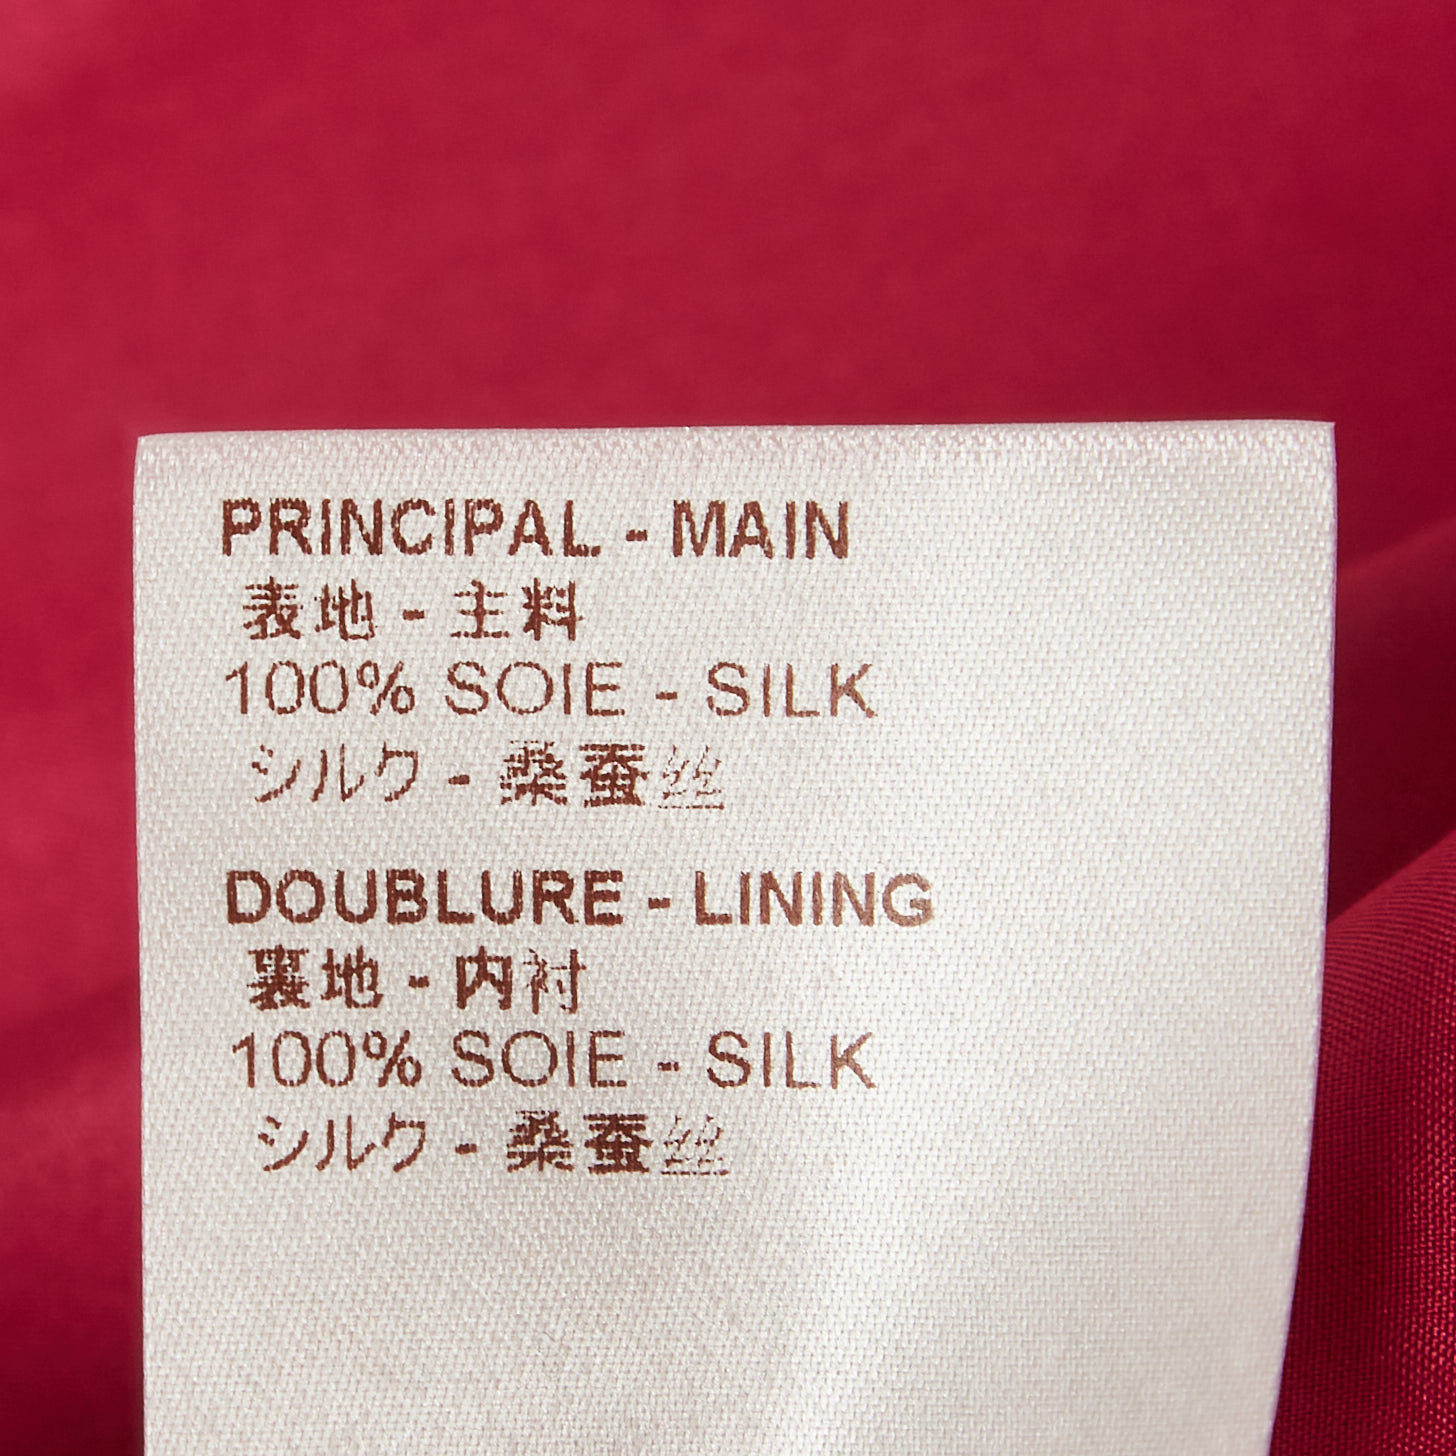 PRINCIPAL - MAIN
表地 - 主料
100% SOIE - SILK
シルク - 桑蚕丝
DOUBLURE - LINING
裏地 - 内衬
100% SOIE - SILK
シルク - 桑蚕丝